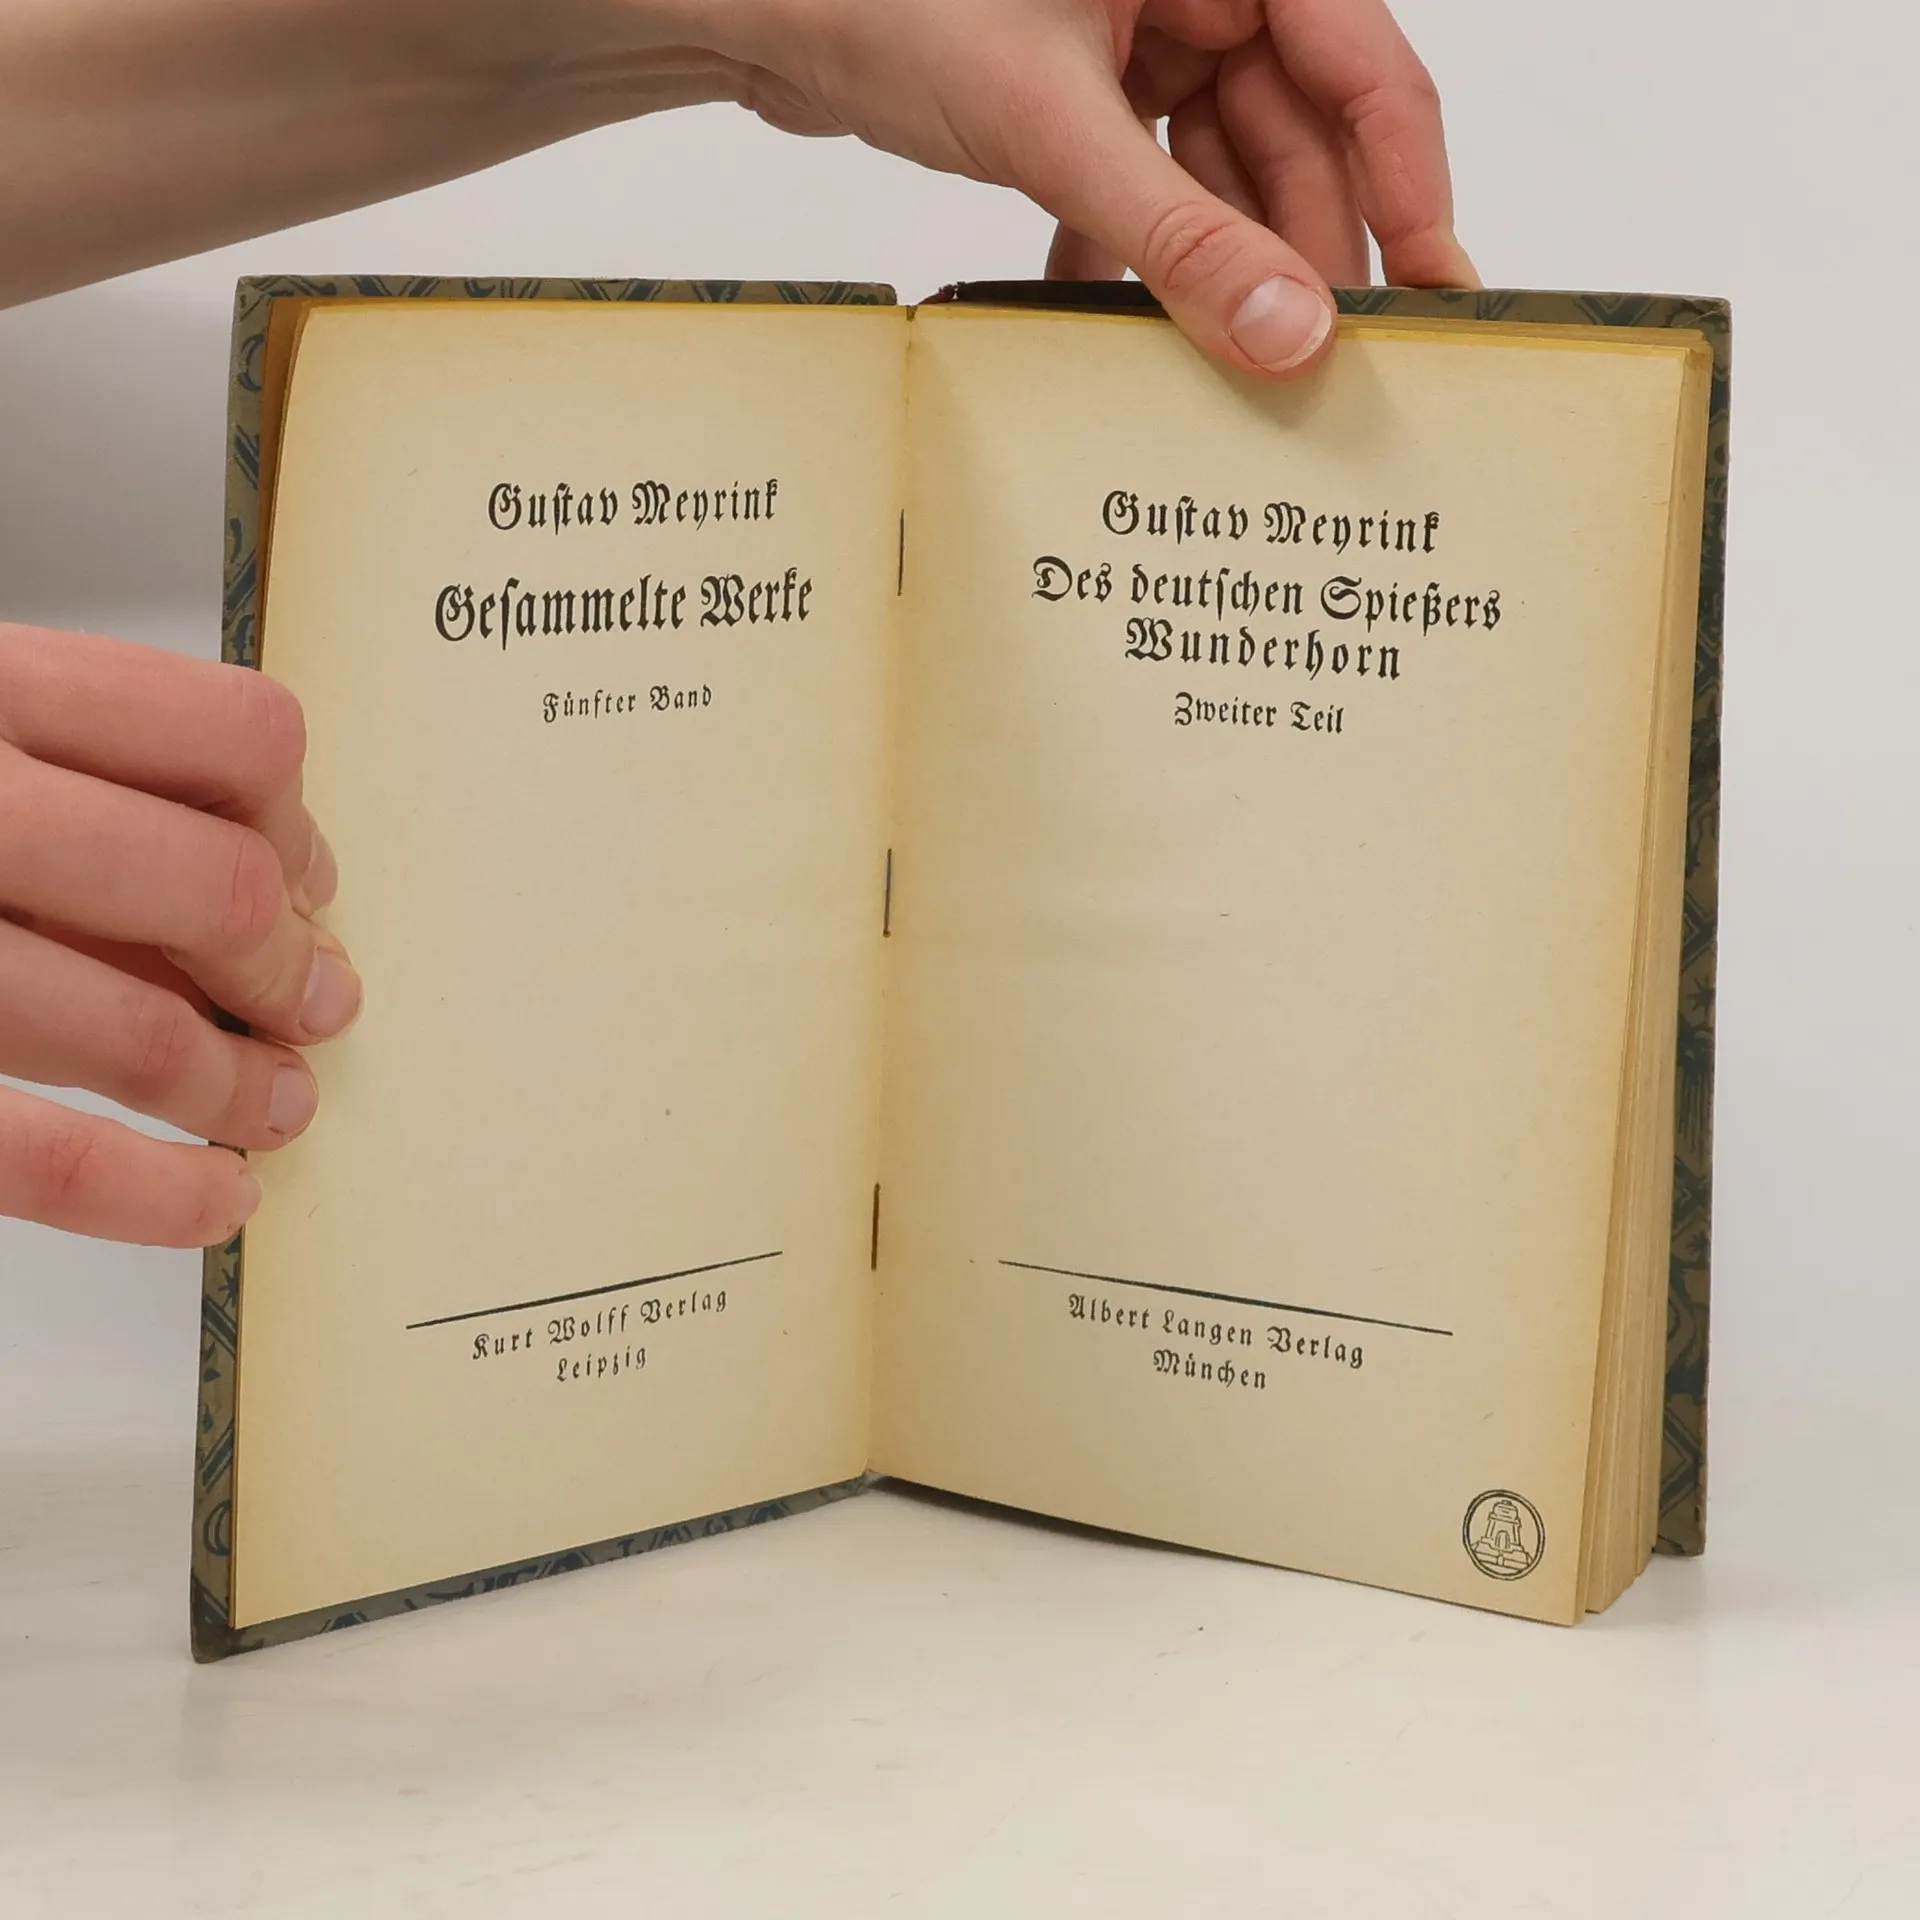 Gustav Meyrink
Gesammelte Werke
Fünfter Band
Kurt Wolff Verlag
Leipzig
Gustav Meyrink
Des deutschen Spießers
Wunderhorn
Zweiter Teil
Albert Langen Verlag
München